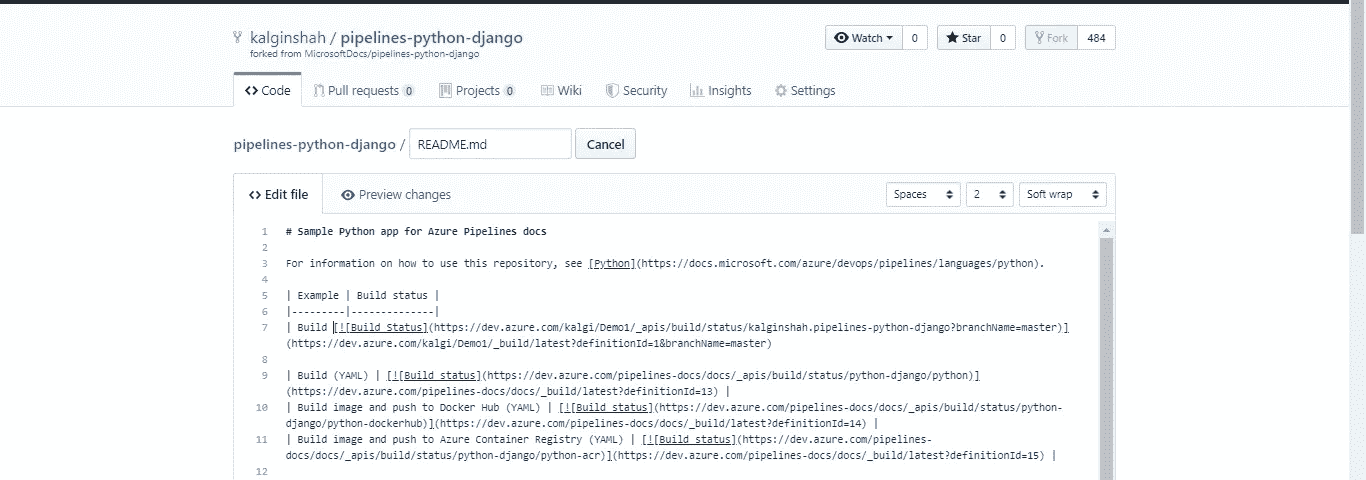 kalginshah / pipelines-python-django
forked from MicrosoftDocs/pipelines-python-django
Watch 0 Star 0 Fork 484
Code Pull requests 0 Projects 0 Wiki Security Insights Settings
pipelines-python-django / README.md Cancel
Edit file Preview changes Spaces 2 Soft wrap
1 # Sample Python app for Azure Pipelines docs
2
3 For information on how to use this repository, see [Python](https://docs.microsoft.com/azure/devops/pipelines/languages/python).
4
5 | Example | Build status |
6 |---------|--------------|
7 | Build [![Build Status](https://dev.azure.com/kalgi/Demo1/_apis/build/status/kalginshah.pipelines-python-django?branchName=master)]
(https://dev.azure.com/kalgi/Demo1/_build/latest?definitionId=1&branchName=master)
8
9 | Build (YAML) | [![Build status](https://dev.azure.com/pipelines-docs/docs/_apis/build/status/python-django/python)]
(https://dev.azure.com/pipelines-docs/docs/_build/latest?definitionId=13) |
10 | Build image and push to Docker Hub (YAML) | [![Build status](https://dev.azure.com/pipelines-docs/docs/_apis/build/status/python-
django/python-dockerhub)](https://dev.azure.com/pipelines-docs/docs/_build/latest?definitionId=14) |
11 | Build image and push to Azure Container Registry (YAML) | [![Build status](https://dev.azure.com/pipelines-
docs/docs/_apis/build/status/python-django/python-acr)](https://dev.azure.com/pipelines-docs/docs/_build/latest?definitionId=15) |
12